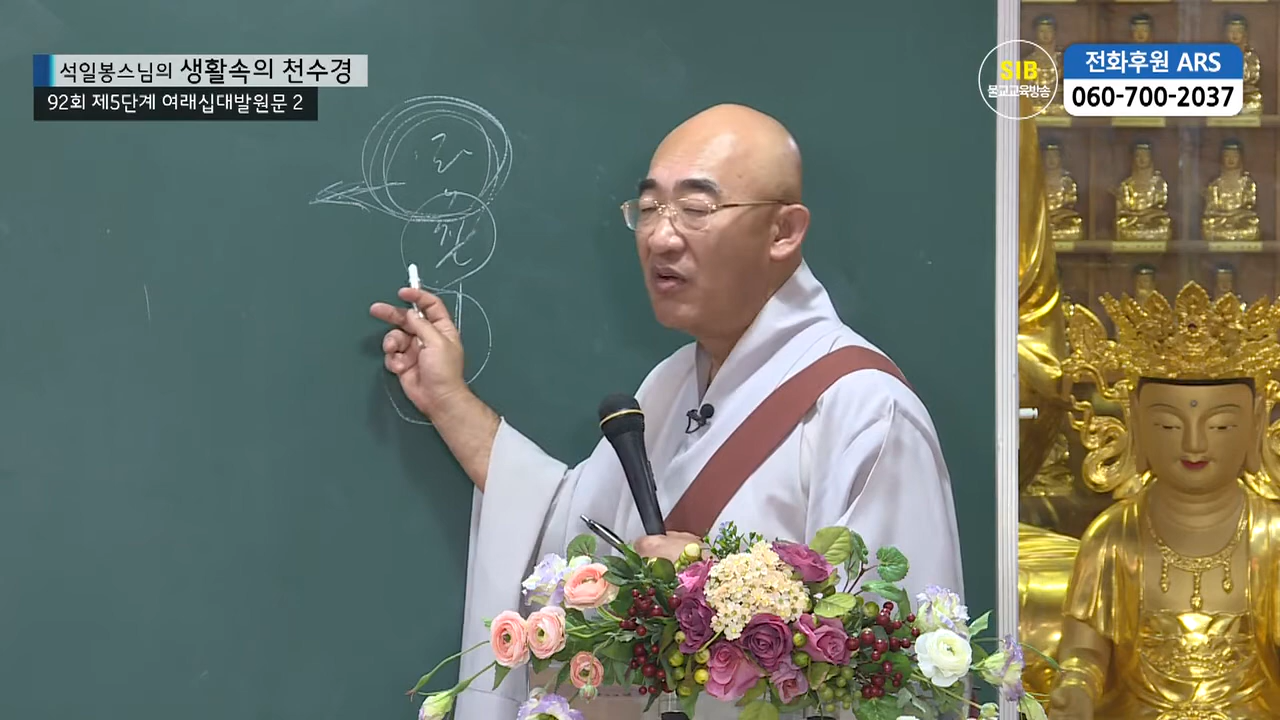 석일봉스님의 생활속의 천수경
92회 제5단계 여래십대발원문 2
SIB
불교교육방송
전화후원 ARS
060-700-2037